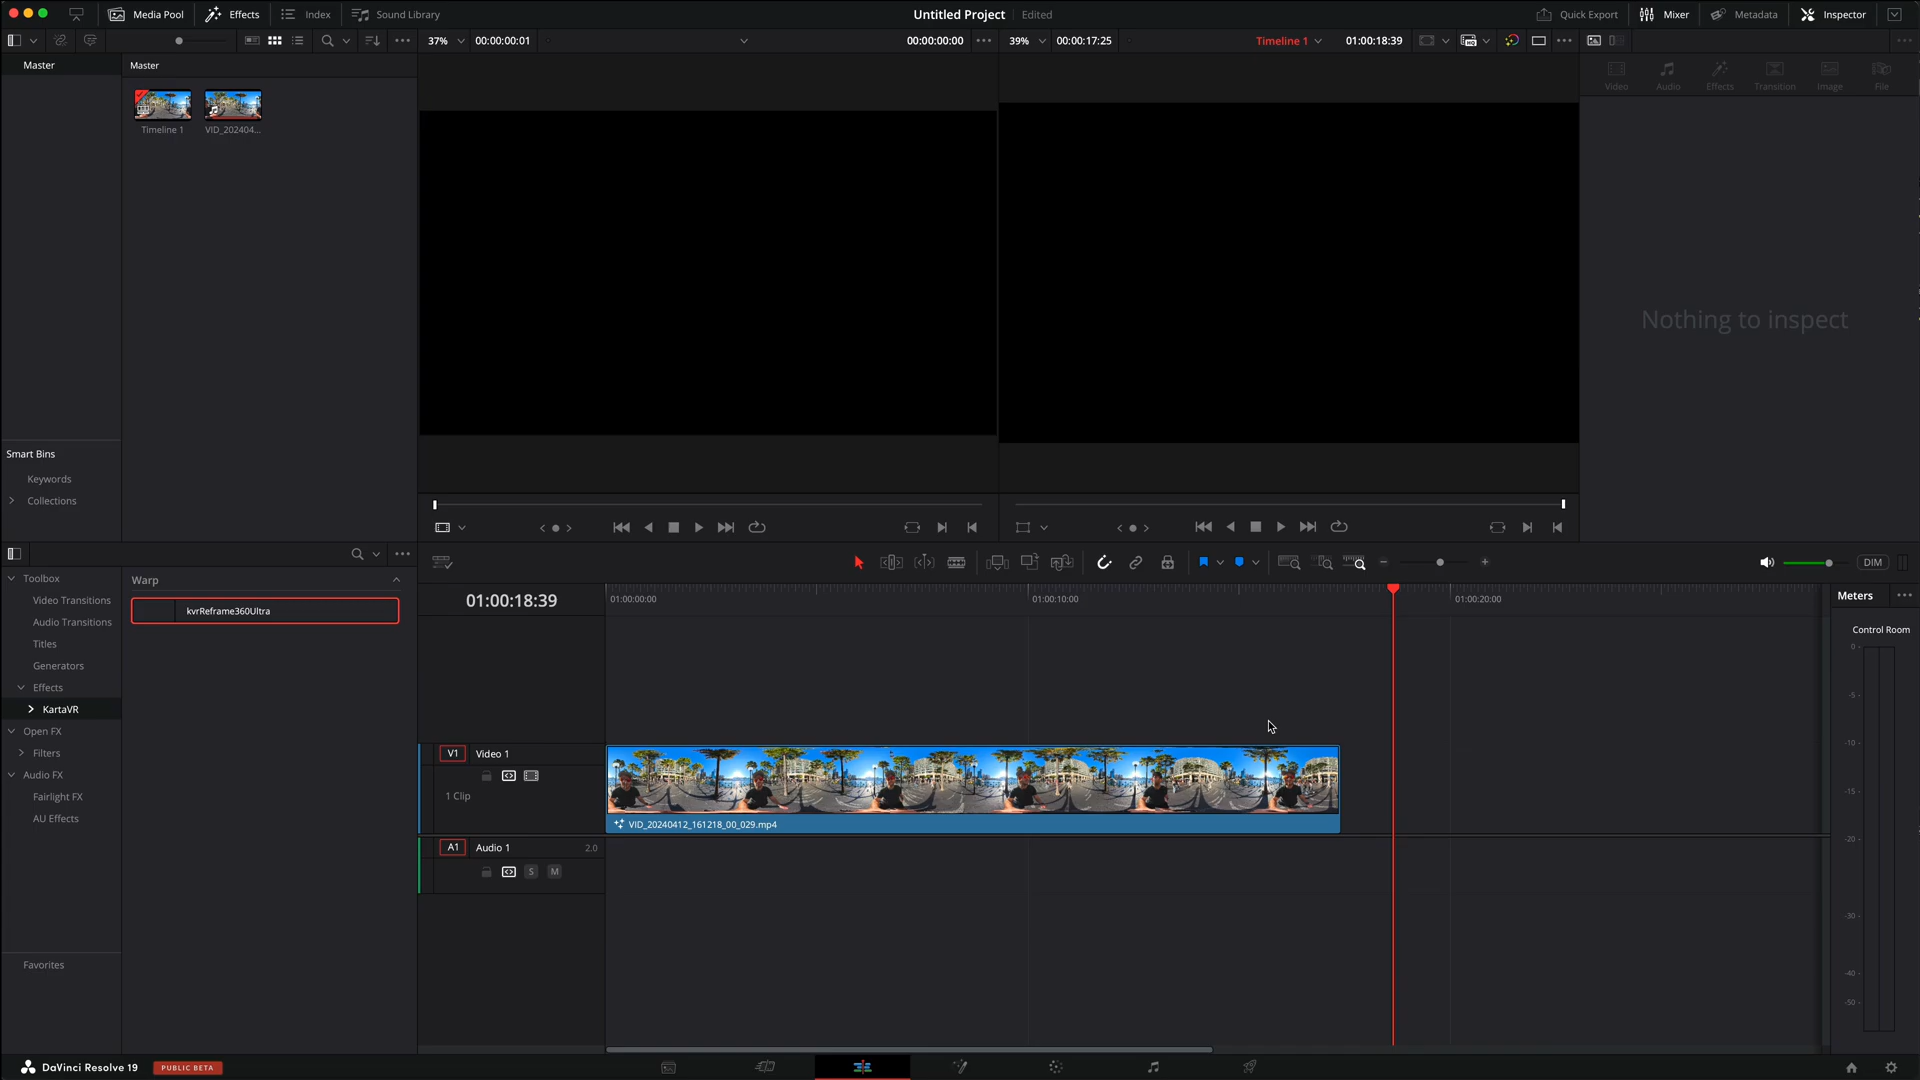 Media Pool
Effects
Index
Sound Library
Untitled Project
Edited
Quick Export
Mixer
Metadata
Inspector
37%
00:00:00:01
00:00:00:00
39%
00:00:17:25
Timeline 1
01:00:18:39
Master
Master
Timeline 1
VID_202404...
Video
Audio
Effects
Transition
Image
File
Nothing to inspect
Smart Bins
Keywords
Collections
Toolbox
Video Transitions
Audio Transitions
Titles
Generators
Effects
KartaVR
Open FX
Filters
Audio FX
Fairlight FX
AU Effects
Favorites
Warp
kvrReframe360Ultra
DIM
01:00:18:39
01:00:00:00
01:00:10:00
01:00:20:00
V1
Video 1
1 Clip
VID_20240412_161218_00_029.mp4
A1
Audio 1
2.0
S
M
Meters
Control Room
0
-5
-10
-15
-20
-30
-40
-50
DaVinci Resolve 19
PUBLIC BETA